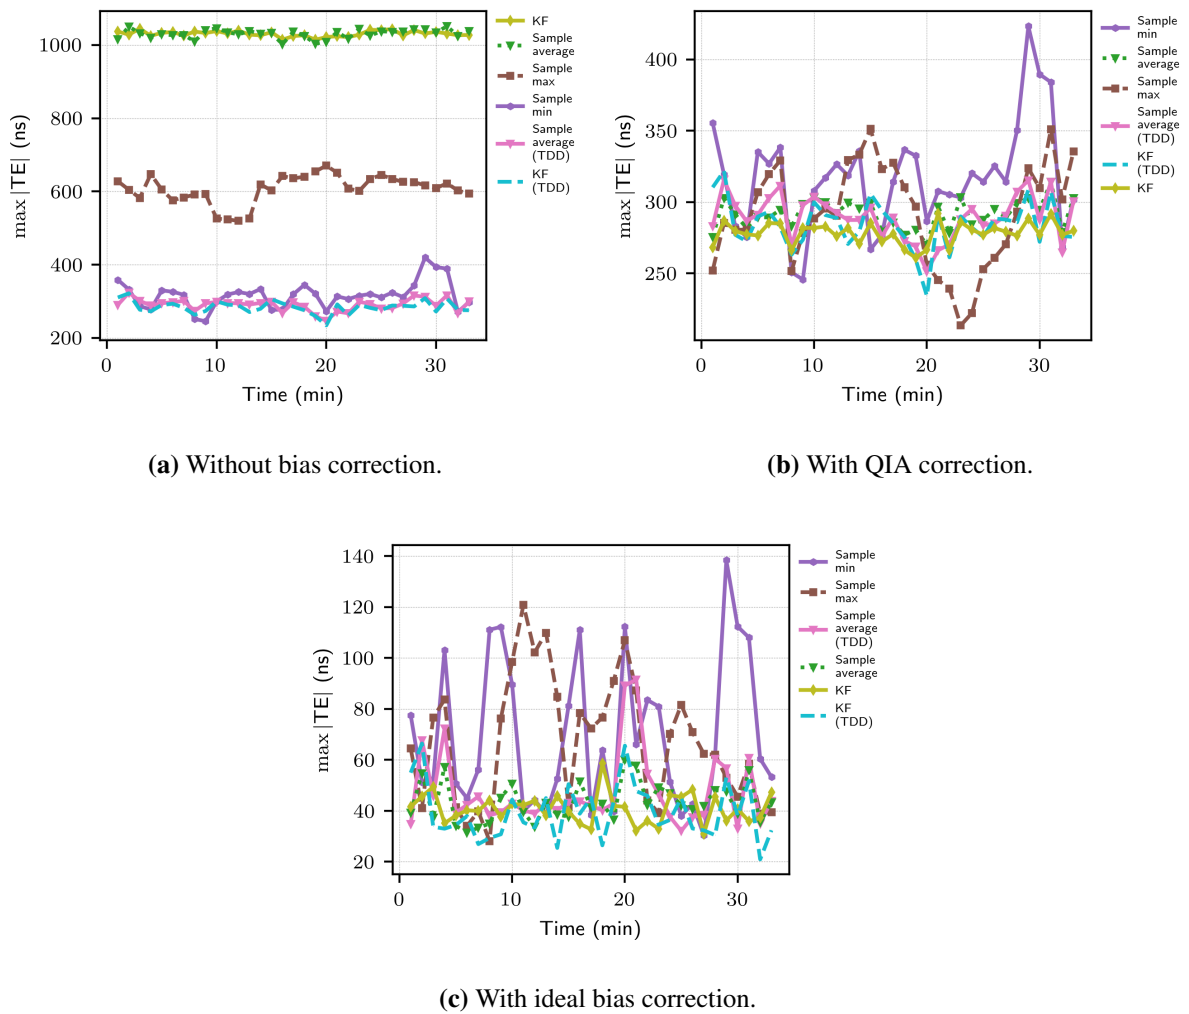 1000
800
600
400
200
max |TE| (ns)
0
10
20
30
Time (min)
KF
Sample
average
Sample
max
Sample
min
Sample
average
(TDD)
KF
(TDD)
(a) Without bias correction.
400
350
300
250
max |TE| (ns)
0
10
20
30
Time (min)
Sample
min
Sample
average
Sample
max
Sample
average
(TDD)
KF
(TDD)
KF
(b) With QIA correction.
140
120
100
80
60
40
20
max |TE| (ns)
0
10
20
30
Time (min)
Sample
min
Sample
max
Sample
average
(TDD)
Sample
average
KF
KF
(TDD)
(c) With ideal bias correction.